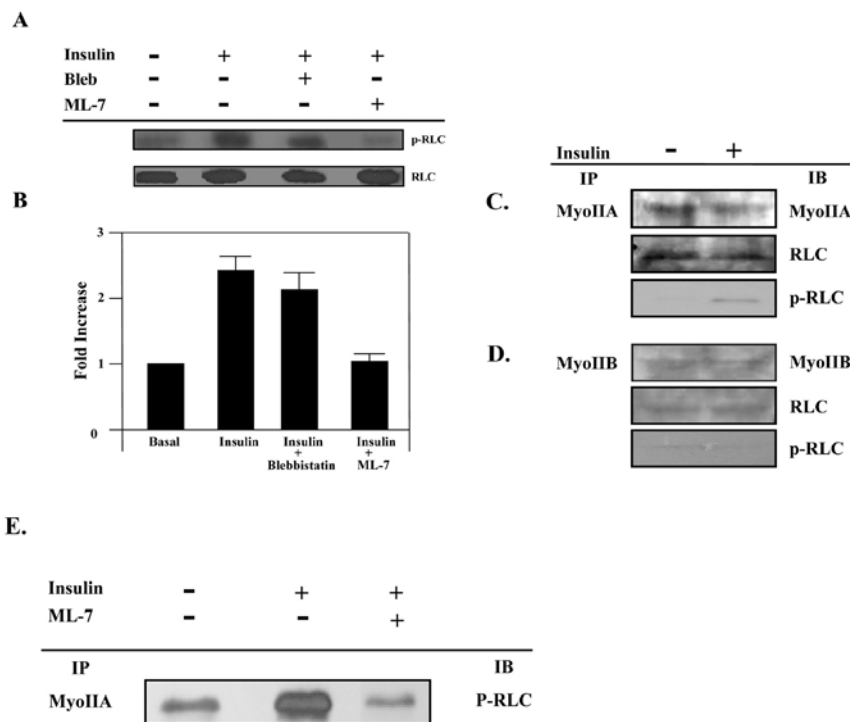 A
Insulin - + + +
Bleb - - + -
ML-7 - - - +
p-RLC
RLC
B
Fold Increase
3
2
1
0
Basal Insulin Insulin + Blebbistatin Insulin + ML-7
Insulin - +
IP IB
C.
MyoIIA MyoIIA
RLC
p-RLC
D.
MyoIIB MyoIIB
RLC
p-RLC
E.
Insulin - + +
ML-7 - - +
IP IB
MyoIIA P-RLC